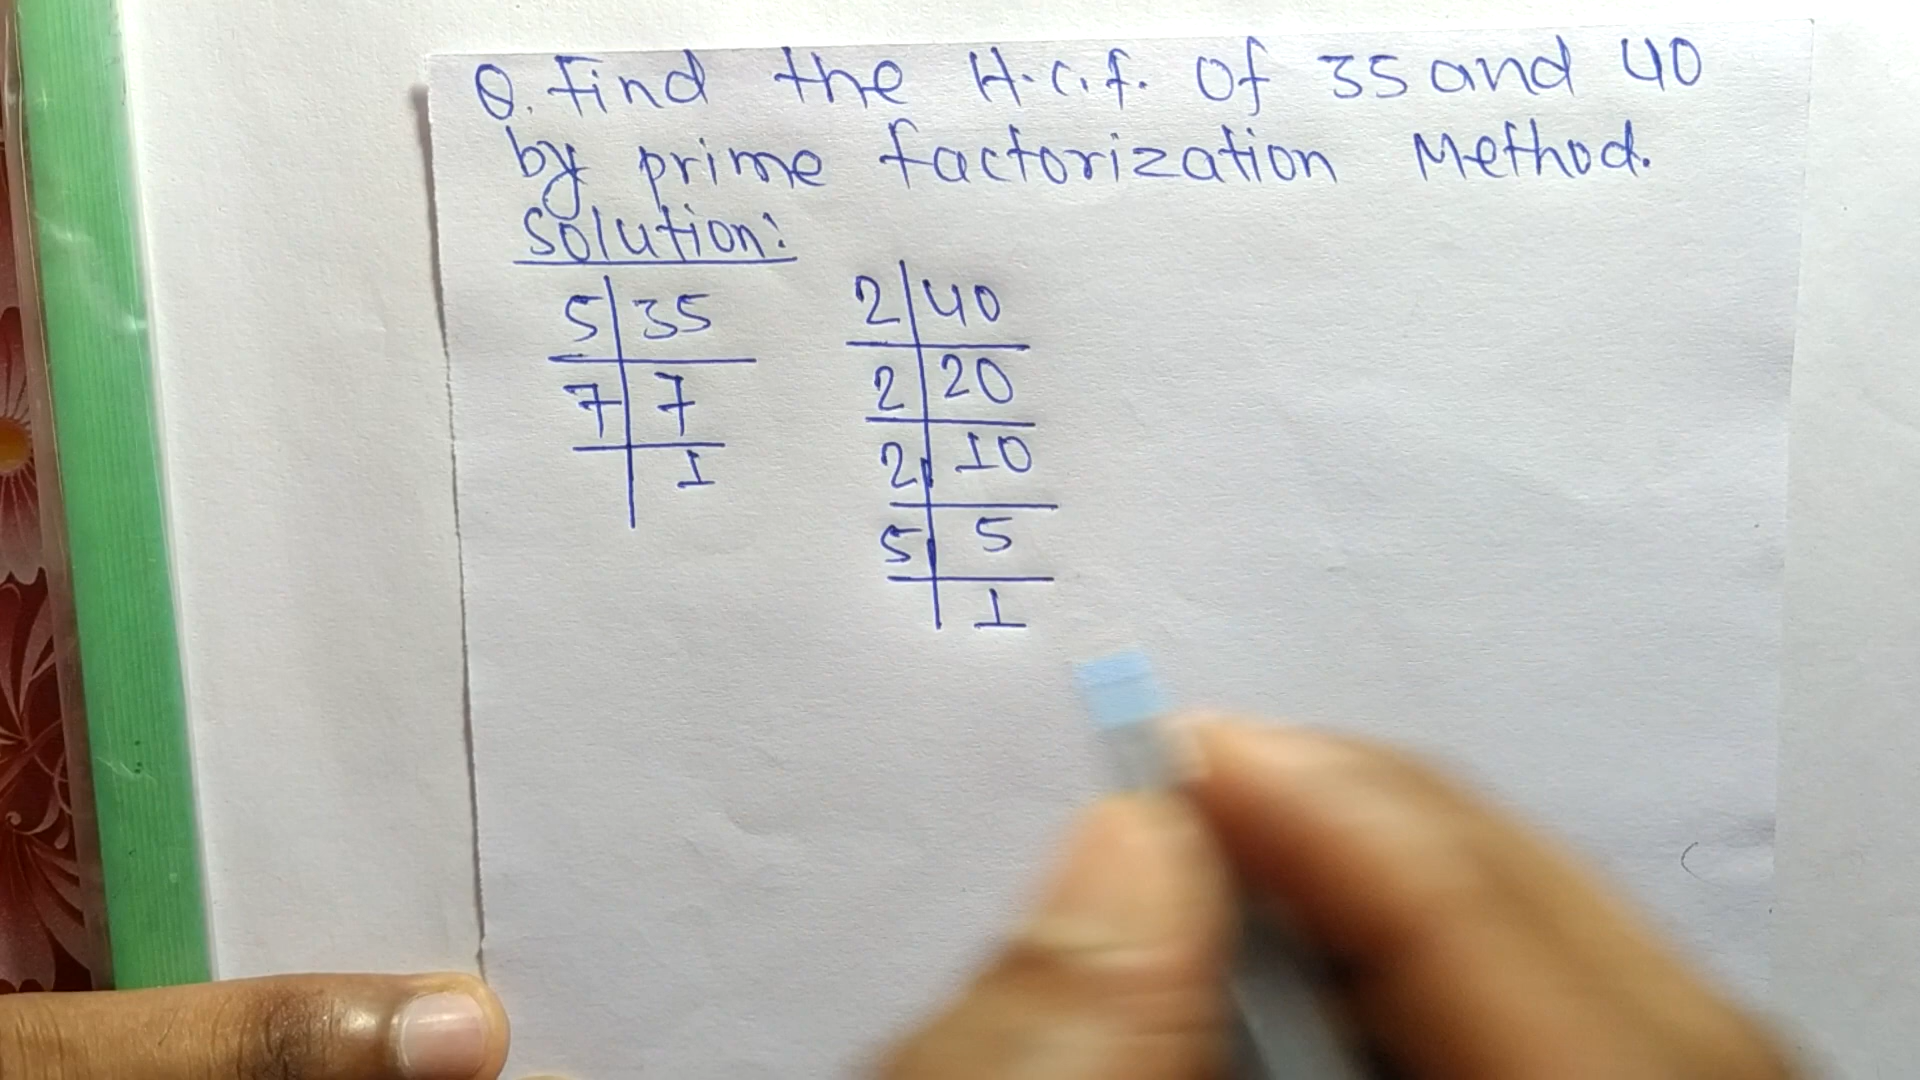 Q. Find the H.C.f. Of 35 and 40
by prime factorization Method.
Solution:
5 35
7 7
1
2 40
2 20
2 10
5 5
1